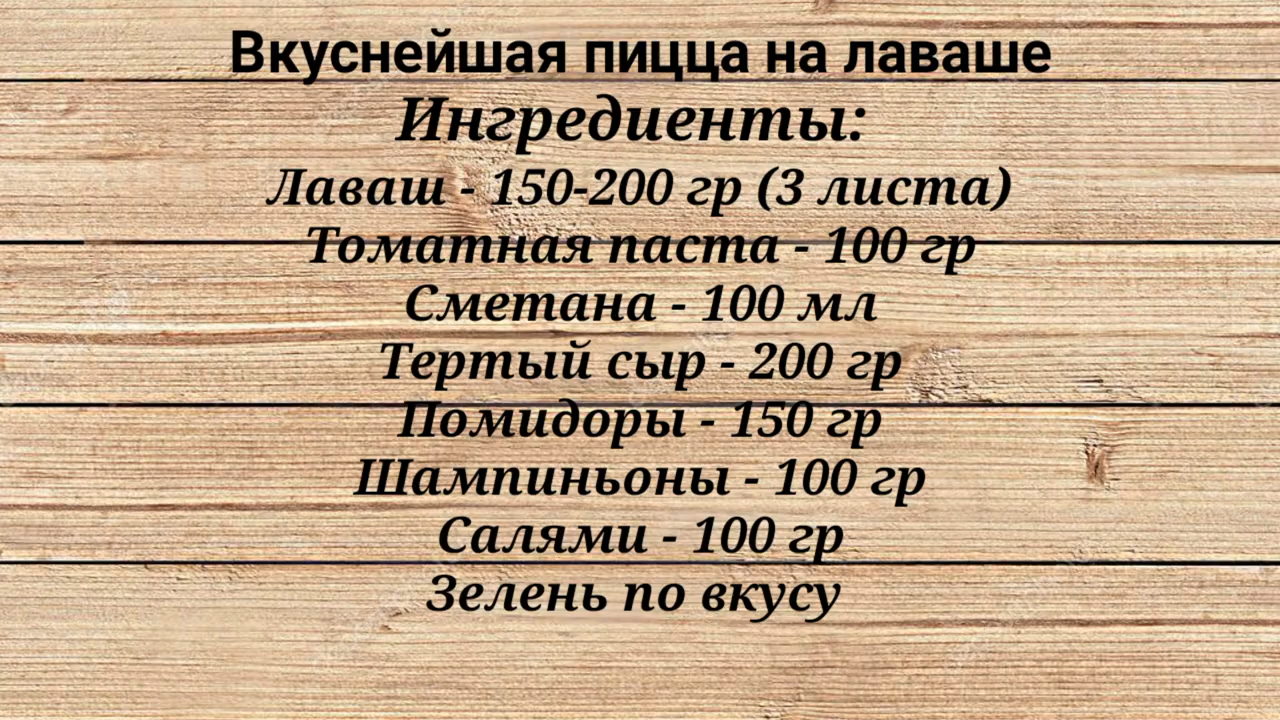 Вкуснейшая пицца на лаваше
Ингредиенты:
Лаваш - 150-200 гр (3 листа)
Томатная паста - 100 гр
Сметана - 100 мл
Тертый сыр - 200 гр
Помидоры - 150 гр
Шампиньоны - 100 гр
Салями - 100 гр
Зелень по вкусу